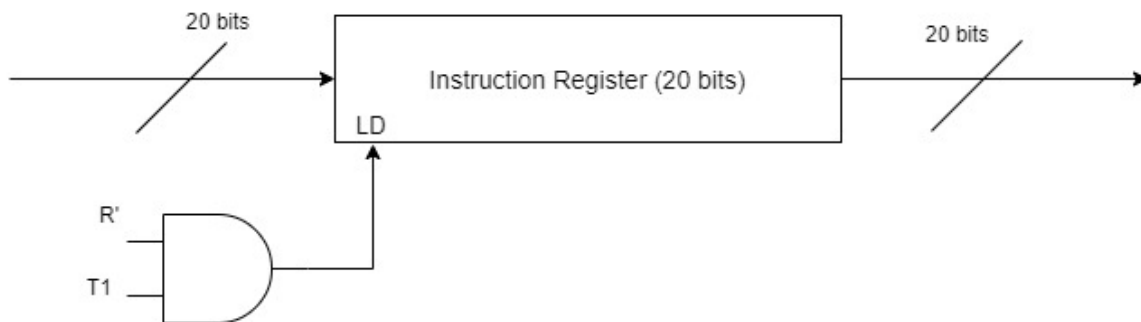 20 bits
20 bits
Instruction Register (20 bits)
LD
R'
T1